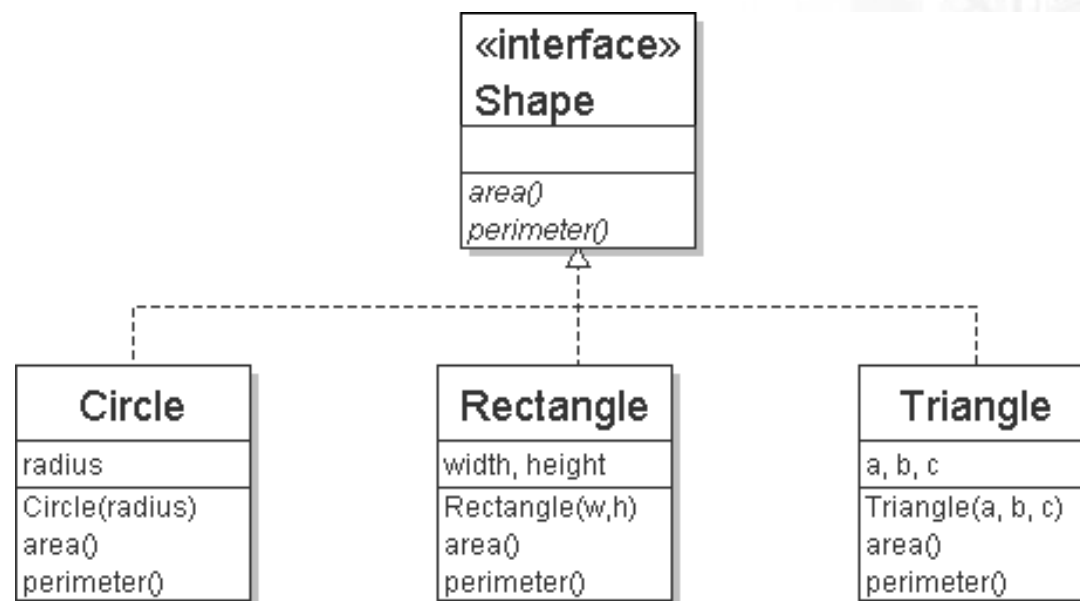 «interface»
Shape
area()
perimeter()
Circle
radius
Circle(radius)
area()
perimeter()
Rectangle
width, height
Rectangle(w,h)
area()
perimeter()
Triangle
a, b, c
Triangle(a, b, c)
area()
perimeter()